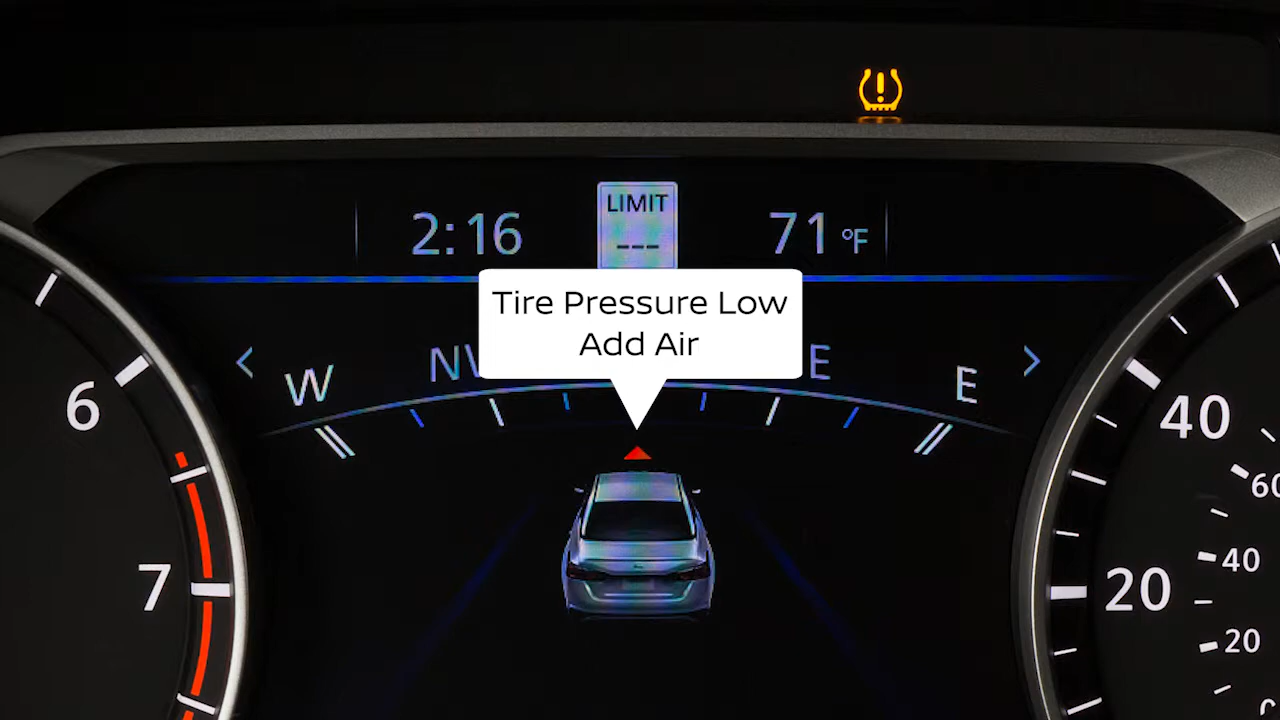 2:16
LIMIT
---
71 °F
Tire Pressure Low
Add Air
W
E
E
6
7
40
20
60
40
20